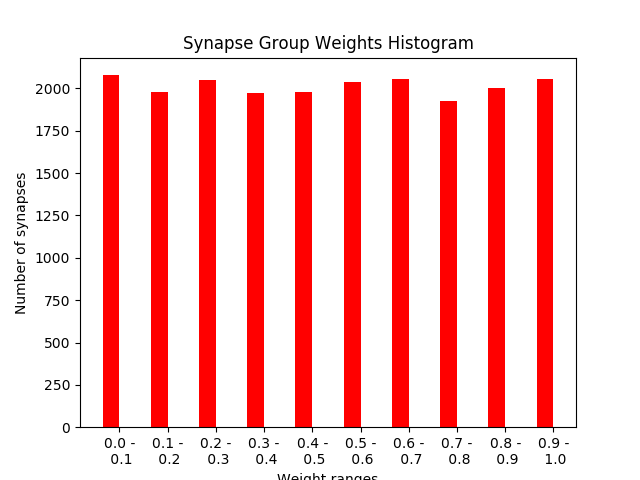 Synapse Group Weights Histogram
Number of synapses
2000
1750
1500
1250
1000
750
500
250
0
0.0 - 0.1 - 0.2 - 0.3 - 0.4 - 0.5 - 0.6 - 0.7 - 0.8 - 0.9 -
0.1 0.2 0.3 0.4 0.5 0.6 0.7 0.8 0.9 1.0
Weight ranges